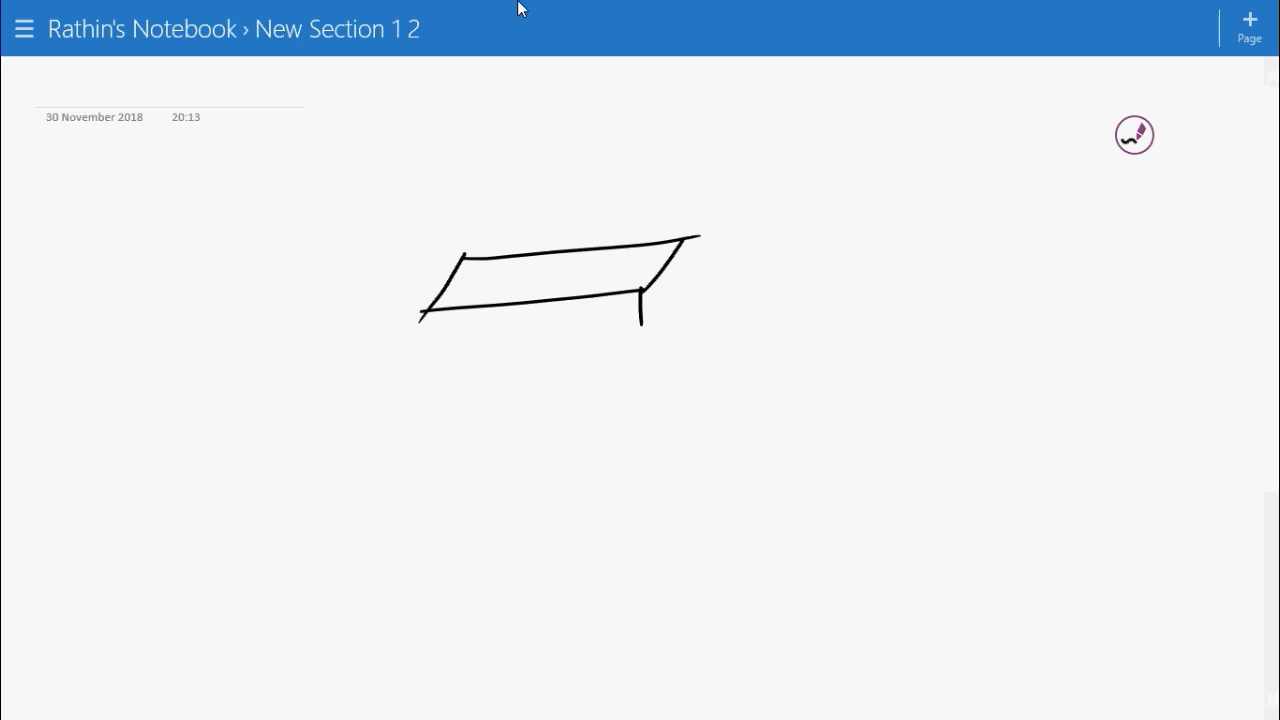 Rathin's Notebook › New Section 1 2
Page
30 November 2018 20:13